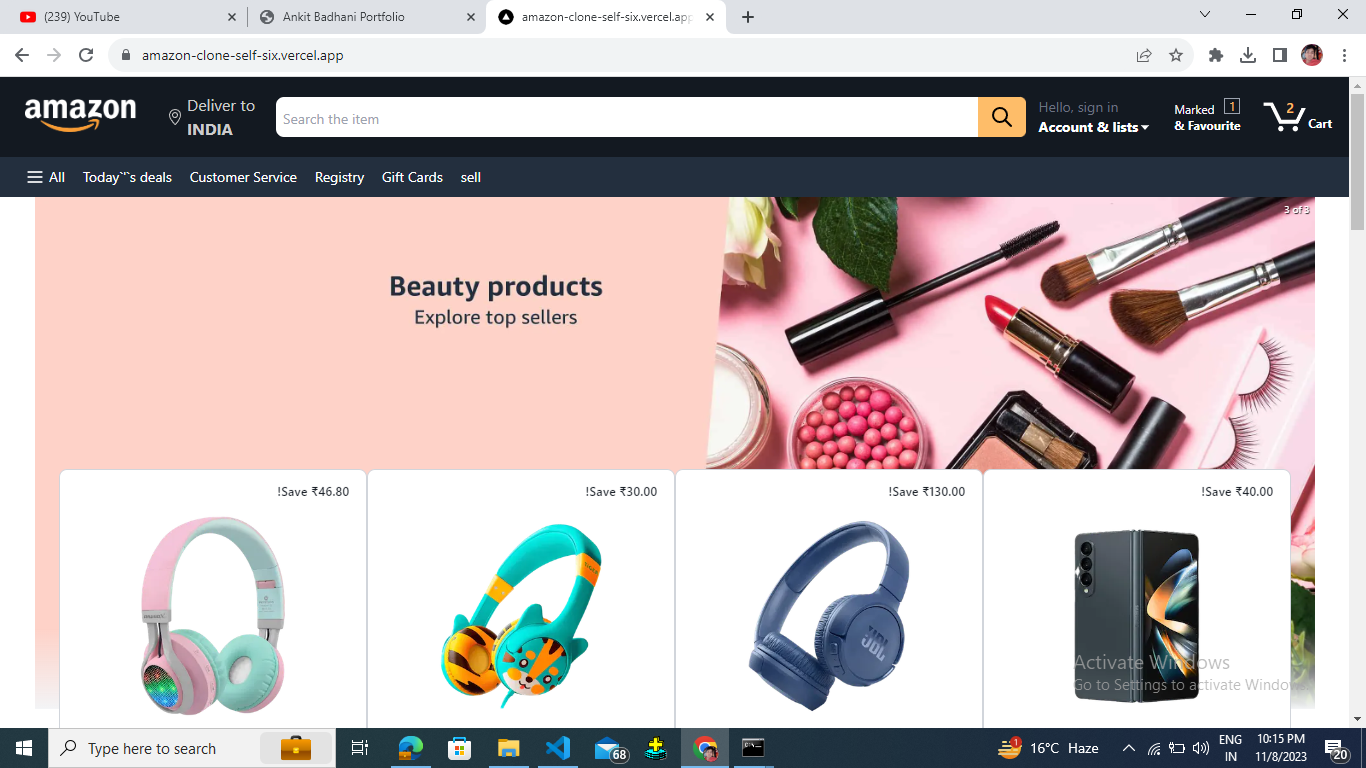 (239) YouTube
Ankit Badhani Portfolio
amazon-clone-self-six.vercel.app
amazon-clone-self-six.vercel.app
amazon
Deliver to
INDIA
Search the item
Hello, sign in
Account & lists
Marked 1
& Favourite
2
Cart
All
Today`'`s deals
Customer Service
Registry
Gift Cards
sell
3 of 3
Beauty products
Explore top sellers
!Save ₹46.80
!Save ₹30.00
!Save ₹130.00
!Save ₹40.00
JBL
Activate Windows
Go to Settings to activate Windows.
Type here to search
68
1
16°C Haze
ENG
IN
10:15 PM
11/8/2023
20